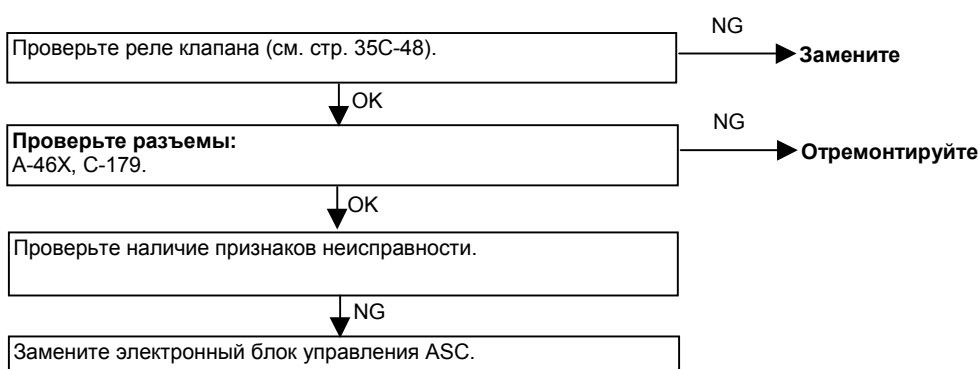 NG
Проверьте реле клапана (см. стр. 35C-48).
Замените
OK
NG
Проверьте разъемы:
A-46X, C-179.
Отремонтируйте
OK
Проверьте наличие признаков неисправности.
NG
Замените электронный блок управления ASC.